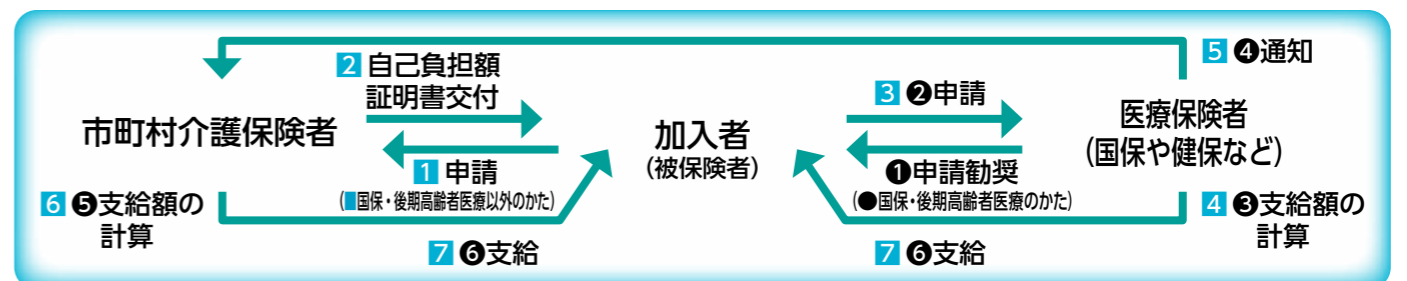 5 ❹通知
2 自己負担額
証明書交付
3 ❷申請
市町村介護保険者
加入者
(被保険者)
医療保険者
(国保や健保など)
1 申請
(■国保・後期高齢者医療以外のかた)
❶申請勧奨
(●国保・後期高齢者医療のかた)
6 ❺支給額の
計算
4 ❸支給額の
計算
7 ❻支給
7 ❻支給